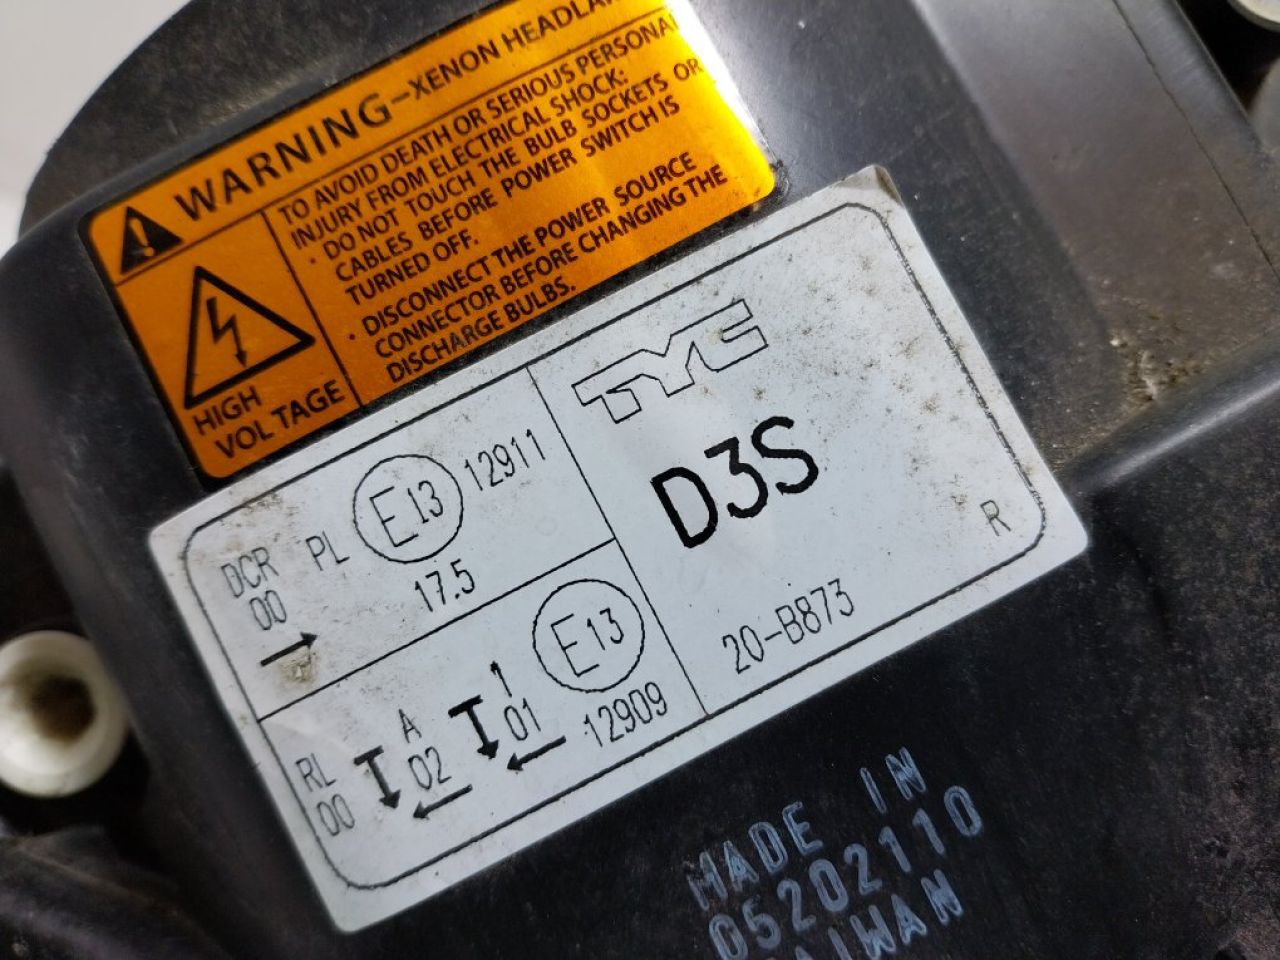 WARNING-XENON HEADLA
TO AVOID DEATH OR SERIOUS PERSONA
INJURY FROM ELECTRICAL SHOCK:
· DO NOT TOUCH THE BULB SOCKETS OR
CABLES BEFORE POWER SWITCH IS
TURNED OFF.
· DISCONNECT THE POWER SOURCE
CONNECTOR BEFORE CHANGING THE
DISCHARGE BULBS.
HIGH
VOLTAGE
DCR PL E13 12911
00 17.5
RL A 1 E13
00 02 01 12909
TYC
D3S
R
20-B873
MADE IN
05202110
TAIWAN